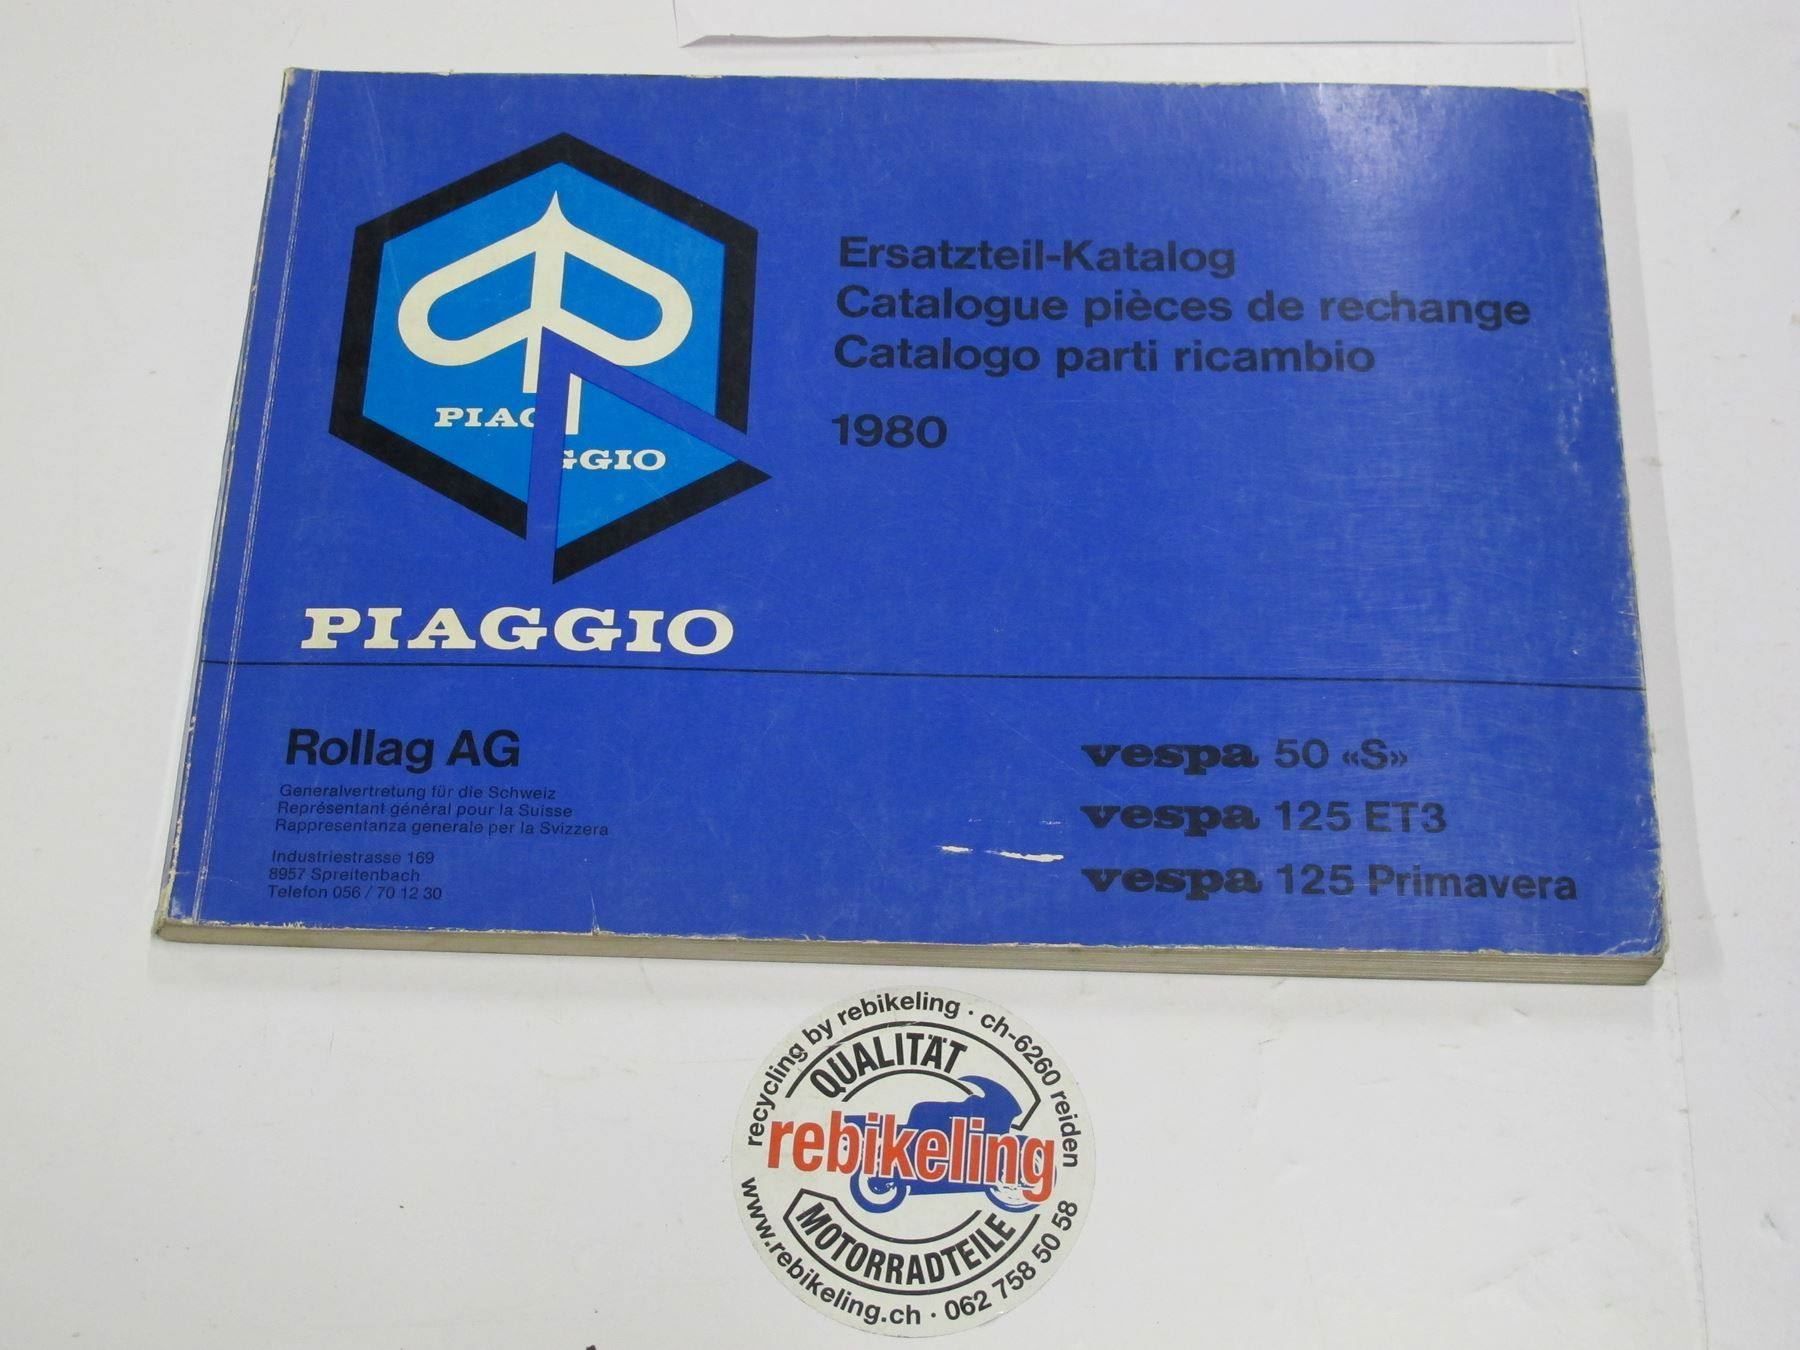 Ersatzteil-Katalog
Catalogue pièces de rechange
Catalogo parti ricambio
1980
PIAG
GGIO
PIAGGIO
Rollag AG
Generalvertretung für die Schweiz
Représentant général pour la Suisse
Rappresentanza generale per la Svizzera
Industriestrasse 169
8957 Spreitenbach
Telefon 056 / 70 12 30
vespa 50 «S»
vespa 125 ET3
vespa 125 Primavera
recycling by rebikeling · ch-6260 reiden
QUALITÄT
rebikeling
MOTORRADTEILE
www.rebikeling.ch · 062 758 50 58